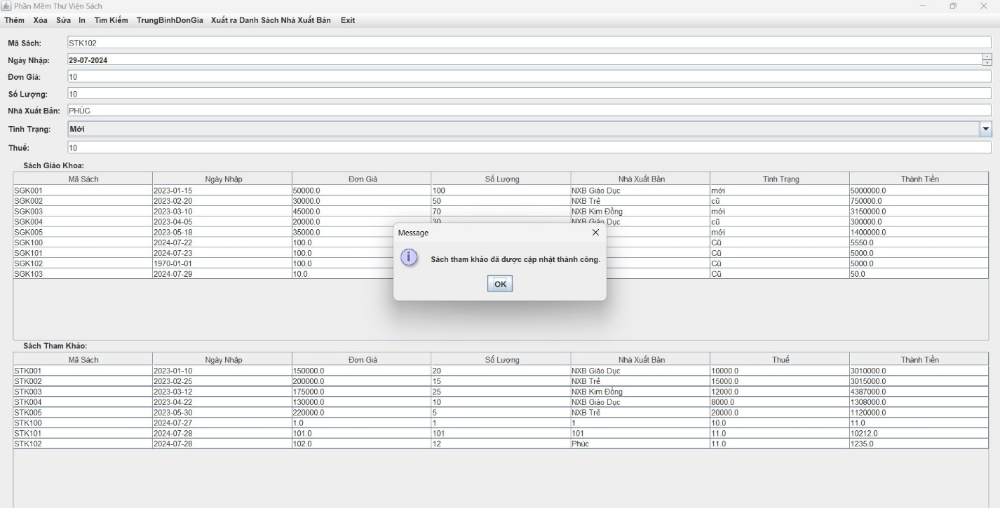 Phần Mềm Thư Viện Sách
Thêm Xóa Sửa In Tìm Kiếm TrungBinhDonGia Xuất ra Danh Sách Nhà Xuất Bản Exit
Mã Sách: STK102
Ngày Nhập: 29-07-2024
Đơn Giá: 10
Số Lượng: 10
Nhà Xuất Bản: PHÚC
Tình Trạng: Mới
Thuế: 10
Sách Giáo Khoa:
Mã Sách Ngày Nhập Đơn Giá Số Lượng Nhà Xuất Bản Tình Trạng Thành Tiền
SGK001 2023-01-15 50000.0 100 NXB Giáo Dục mới 5000000.0
SGK002 2023-02-20 30000.0 50 NXB Trẻ cũ 750000.0
SGK003 2023-03-10 45000.0 70 NXB Kim Đồng mới 3150000.0
SGK004 2023-04-05 20000.0 30 NXB Giáo Dục cũ 300000.0
SGK005 2023-05-18 35000.0 mới 1400000.0
SGK100 2024-07-22 100.0 Cũ 5550.0
SGK101 2024-07-23 100.0 Cũ 5000.0
SGK102 1970-01-01 100.0 Cũ 5000.0
SGK103 2024-07-29 10.0 Cũ 50.0
Message
Sách tham khảo đã được cập nhật thành công.
OK
Sách Tham Khảo:
Mã Sách Ngày Nhập Đơn Giá Số Lượng Nhà Xuất Bản Thuế Thành Tiền
STK001 2023-01-10 150000.0 20 NXB Giáo Dục 10000.0 3010000.0
STK002 2023-02-25 200000.0 15 NXB Trẻ 15000.0 3015000.0
STK003 2023-03-12 175000.0 25 NXB Kim Đồng 12000.0 4387000.0
STK004 2023-04-22 130000.0 10 NXB Giáo Dục 8000.0 1308000.0
STK005 2023-05-30 220000.0 5 NXB Trẻ 20000.0 1120000.0
STK100 2024-07-27 1.0 1 1 10.0 11.0
STK101 2024-07-28 101.0 101 101 11.0 10212.0
STK102 2024-07-28 102.0 12 Phúc 11.0 1235.0